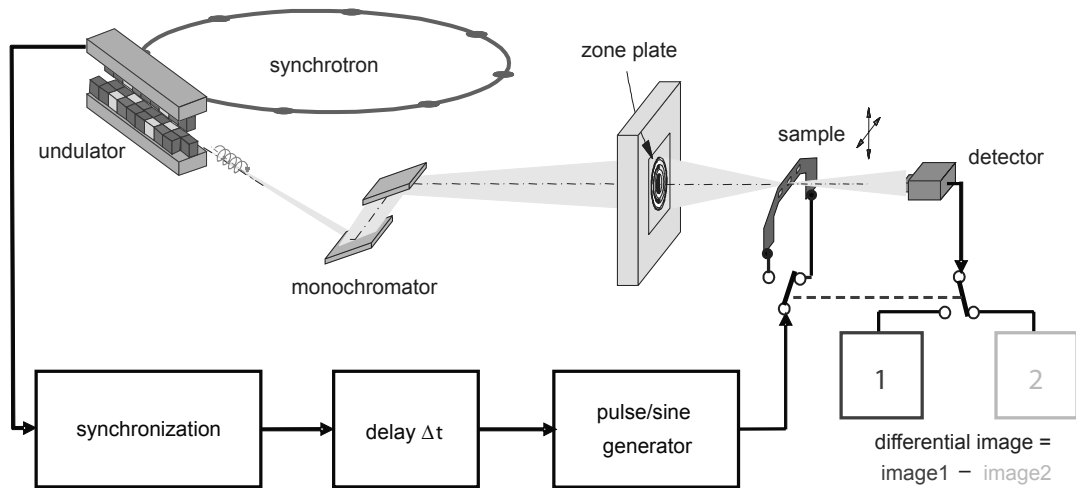 synchrotron
zone plate
undulator
sample
detector
monochromator
synchronization
delay Δt
pulse/sine
generator
1
2
differential image =
image1 − image2